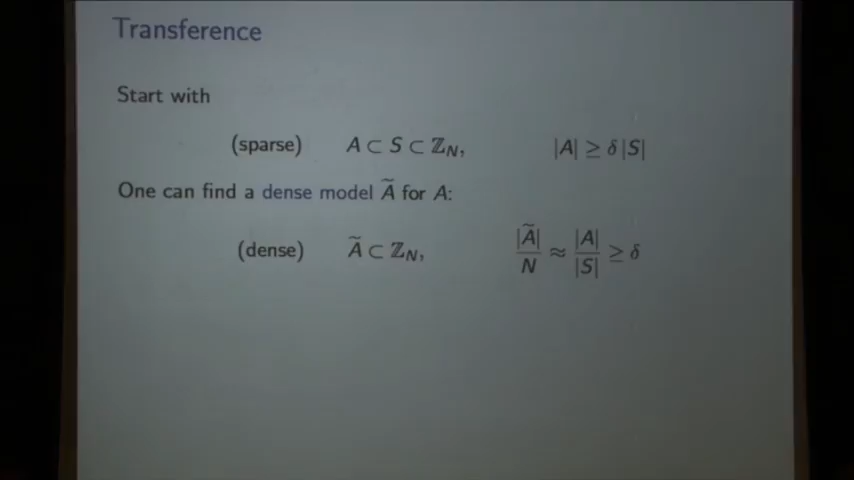 Transference
Start with
(sparse) A ⊂ S ⊂ ℤ_N, |A| ≥ δ |S|
One can find a dense model Ã for A:
(dense) Ã ⊂ ℤ_N, |Ã|/N ≈ |A|/|S| ≥ δ